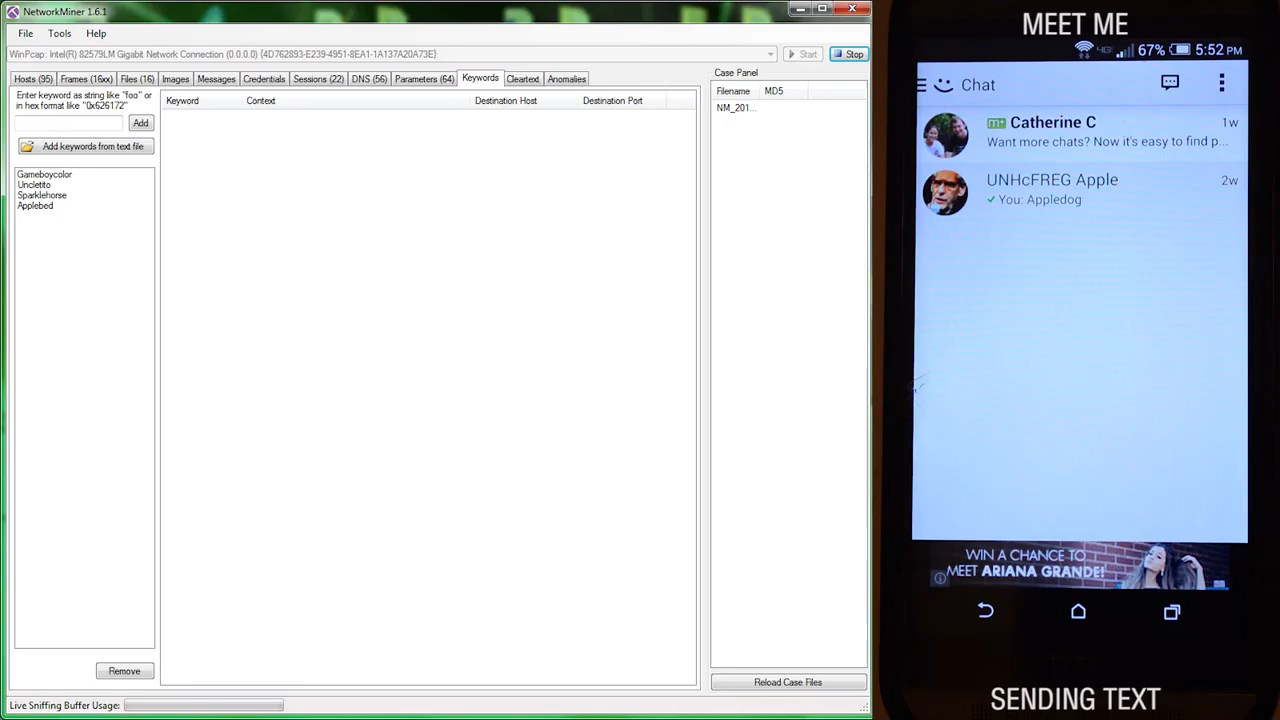 NetworkMiner 1.6.1
File Tools Help
WinPcap: Intel(R) 82579LM Gigabit Network Connection (0.0.0.0) {4D762893-E239-4951-8EA1-1A137A20A73E}
Start
Stop
Hosts (95)
Frames (16xx)
Files (16)
Images
Messages
Credentials
Sessions (22)
DNS (56)
Parameters (64)
Keywords
Cleartext
Anomalies
Enter keyword as string like "foo" or
in hex format like "0x626172"
Add
Add keywords from text file
Gameboycolor
Uncletito
Sparklehorse
Applebed
Remove
Keyword Context Destination Host Destination Port
Case Panel
Filename MD5
NM_201...
Reload Case Files
Live Sniffing Buffer Usage:
MEET ME
4G 67% 5:52 PM
Chat
m+ Catherine C 1w
Want more chats? Now it's easy to find p...
UNHcFREG Apple 2w
You: Appledog
WIN A CHANCE TO
MEET ARIANA GRANDE!
SENDING TEXT